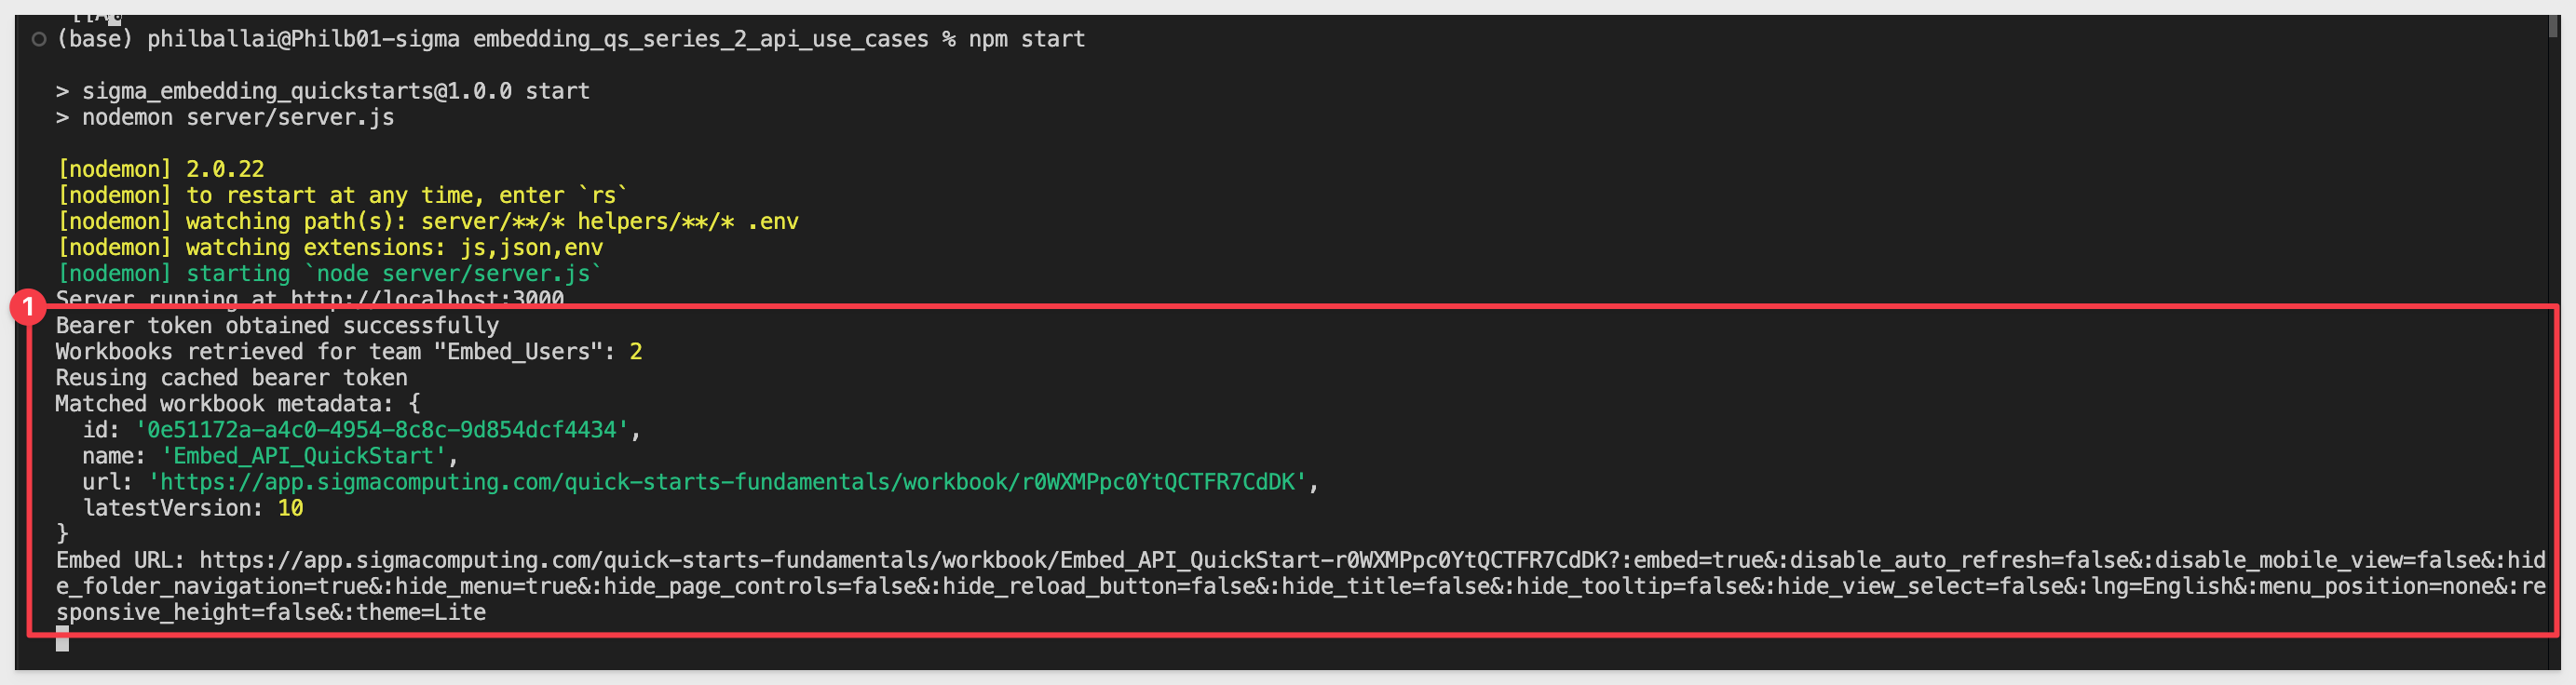 (base) philballai@Philb01-sigma embedding_qs_series_2_api_use_cases % npm start
> sigma_embedding_quickstarts@1.0.0 start
> nodemon server/server.js
[nodemon] 2.0.22
[nodemon] to restart at any time, enter `rs`
[nodemon] watching path(s): server/**/* helpers/**/* .env
[nodemon] watching extensions: js,json,env
[nodemon] starting `node server/server.js`
Server running at http://localhost:3000
1
Bearer token obtained successfully
Workbooks retrieved for team "Embed_Users": 2
Reusing cached bearer token
Matched workbook metadata: {
  id: '0e51172a-a4c0-4954-8c8c-9d854dcf4434',
  name: 'Embed_API_QuickStart',
  url: 'https://app.sigmacomputing.com/quick-starts-fundamentals/workbook/r0WXMPpc0YtQCTFR7CdDK',
  latestVersion: 10
}
Embed URL: https://app.sigmacomputing.com/quick-starts-fundamentals/workbook/Embed_API_QuickStart-r0WXMPpc0YtQCTFR7CdDK?:embed=true&:disable_auto_refresh=false&:disable_mobile_view=false&:hid
e_folder_navigation=true&:hide_menu=true&:hide_page_controls=false&:hide_reload_button=false&:hide_title=false&:hide_tooltip=false&:hide_view_select=false&:lng=English&:menu_position=none&:re
sponsive_height=false&:theme=Lite